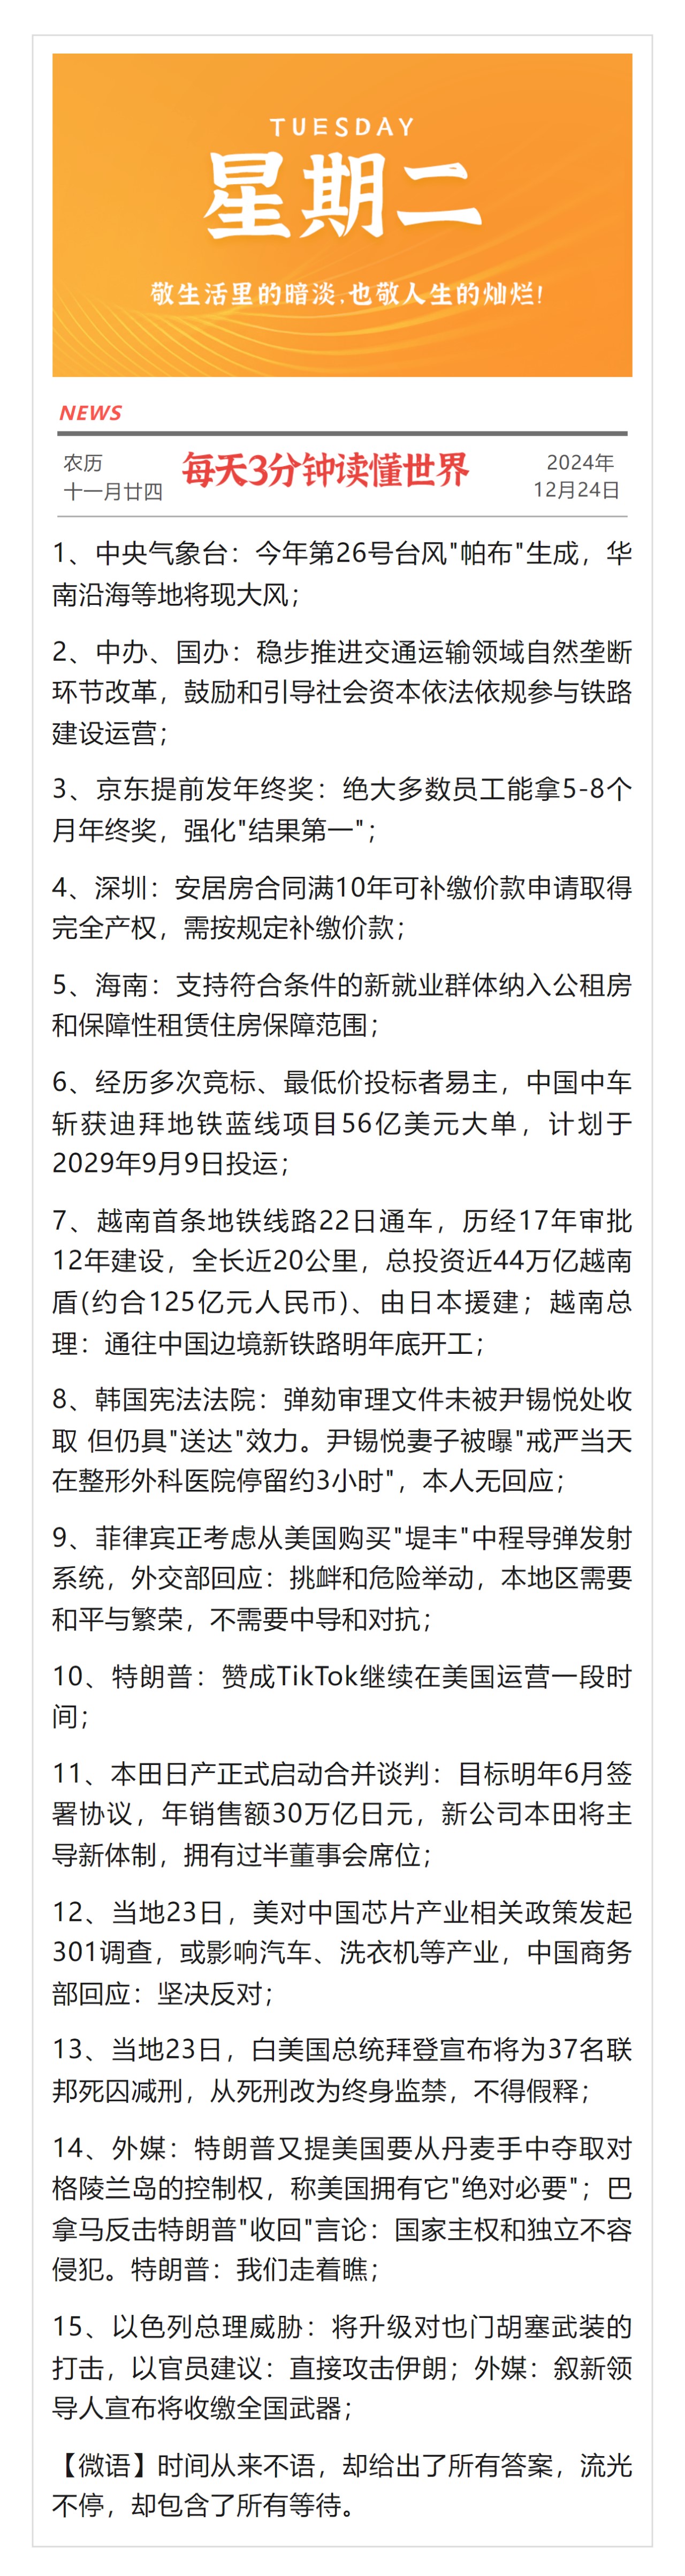 TUESDAY
星期二
敬生活里的暗淡,也敬人生的灿烂!
NEWS
农历
十一月廿四
每天3分钟读懂世界
2024年
12月24日
1、中央气象台：今年第26号台风"帕布"生成，华
南沿海等地将现大风；
2、中办、国办：稳步推进交通运输领域自然垄断
环节改革，鼓励和引导社会资本依法依规参与铁路
建设运营；
3、京东提前发年终奖：绝大多数员工能拿5-8个
月年终奖，强化"结果第一"；
4、深圳：安居房合同满10年可补缴价款申请取得
完全产权，需按规定补缴价款；
5、海南：支持符合条件的新就业群体纳入公租房
和保障性租赁住房保障范围；
6、经历多次竞标、最低价投标者易主，中国中车
斩获迪拜地铁蓝线项目56亿美元大单，计划于
2029年9月9日投运；
7、越南首条地铁线路22日通车，历经17年审批
12年建设，全长近20公里，总投资近44万亿越南
盾(约合125亿元人民币)、由日本援建；越南总
理：通往中国边境新铁路明年底开工；
8、韩国宪法法院：弹劾审理文件未被尹锡悦处收
取 但仍具"送达"效力。尹锡悦妻子被曝"戒严当天
在整形外科医院停留约3小时"，本人无回应；
9、菲律宾正考虑从美国购买"堤丰"中程导弹发射
系统，外交部回应：挑衅和危险举动，本地区需要
和平与繁荣，不需要中导和对抗；
10、特朗普：赞成TikTok继续在美国运营一段时
间；
11、本田日产正式启动合并谈判：目标明年6月签
署协议，年销售额30万亿日元，新公司本田将主
导新体制，拥有过半董事会席位；
12、当地23日，美对中国芯片产业相关政策发起
301调查，或影响汽车、洗衣机等产业，中国商务
部回应：坚决反对；
13、当地23日，白美国总统拜登宣布将为37名联
邦死囚减刑，从死刑改为终身监禁，不得假释；
14、外媒：特朗普又提美国要从丹麦手中夺取对
格陵兰岛的控制权，称美国拥有它"绝对必要"；巴
拿马反击特朗普"收回"言论：国家主权和独立不容
侵犯。特朗普：我们走着瞧；
15、以色列总理威胁：将升级对也门胡塞武装的
打击，以官员建议：直接攻击伊朗；外媒：叙新领
导人宣布将收缴全国武器；
【微语】时间从来不语，却给出了所有答案，流光
不停，却包含了所有等待。